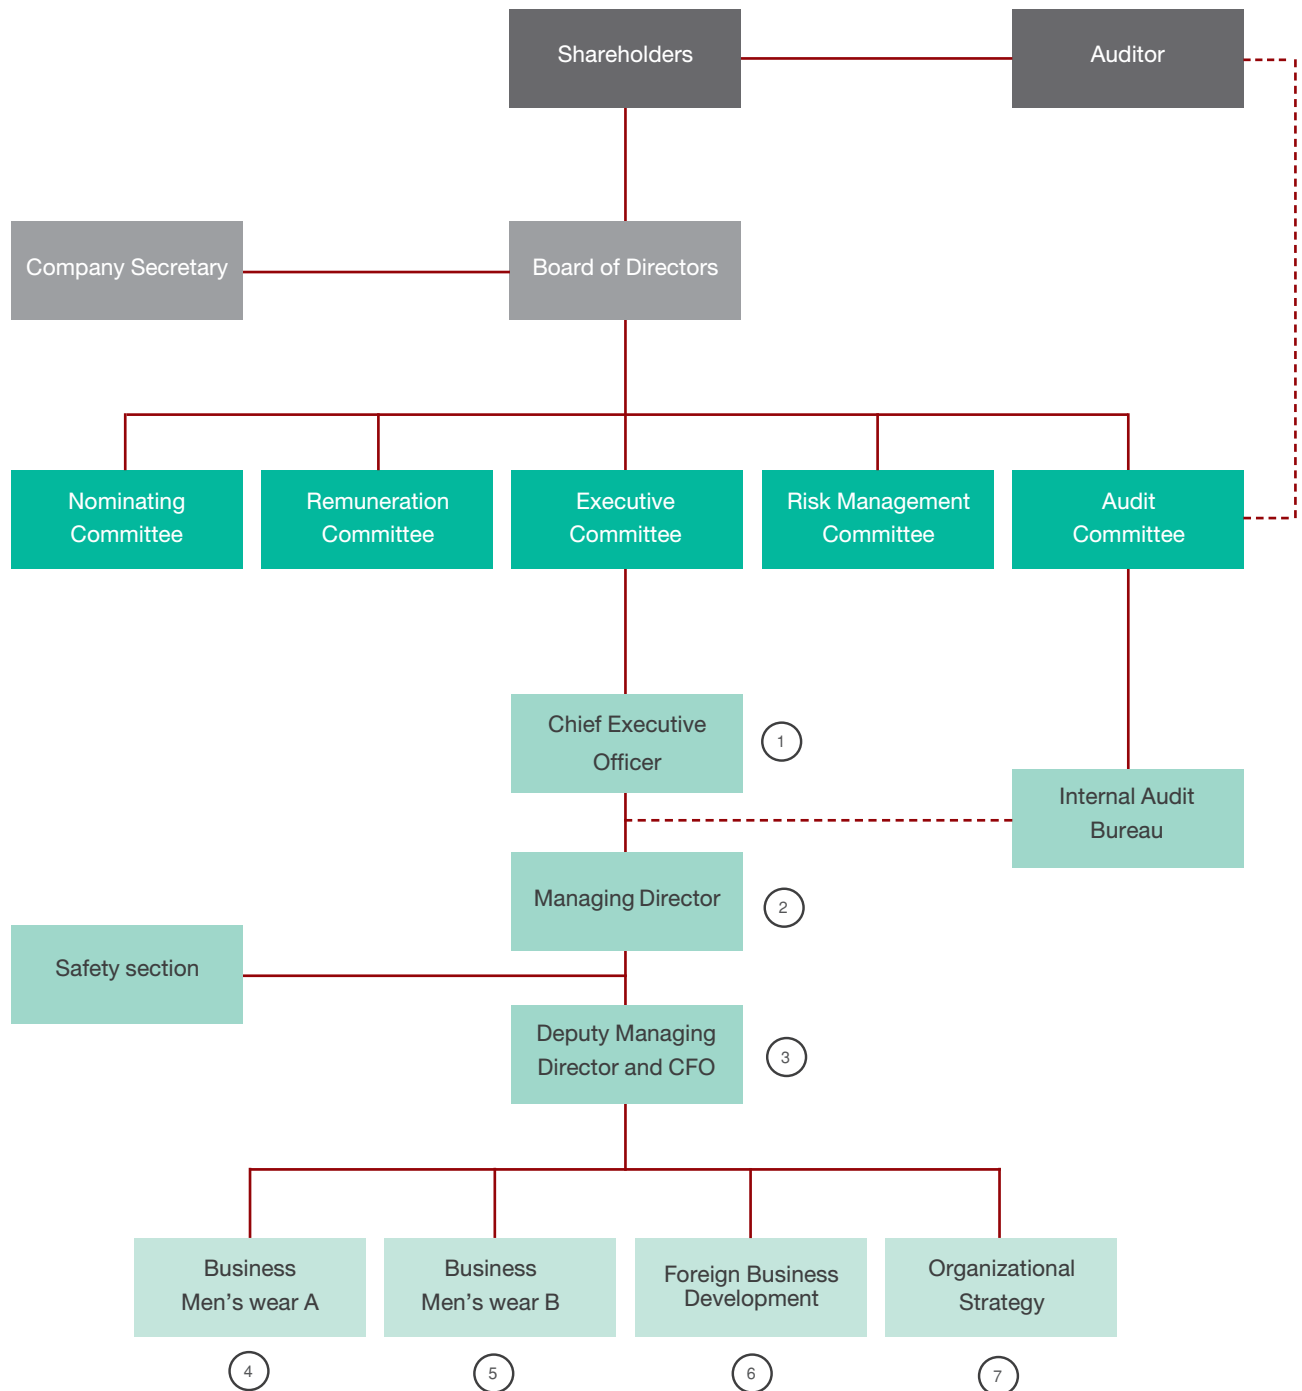 Shareholders
Auditor
Company Secretary
Board of Directors
Nominating
Committee
Remuneration
Committee
Executive
Committee
Risk Management
Committee
Audit
Committee
Chief Executive
Officer
1
Internal Audit
Bureau
Managing Director
2
Safety section
Deputy Managing
Director and CFO
3
Business
Men’s wear A
Business
Men’s wear B
Foreign Business
Development
Organizational
Strategy
4
5
6
7